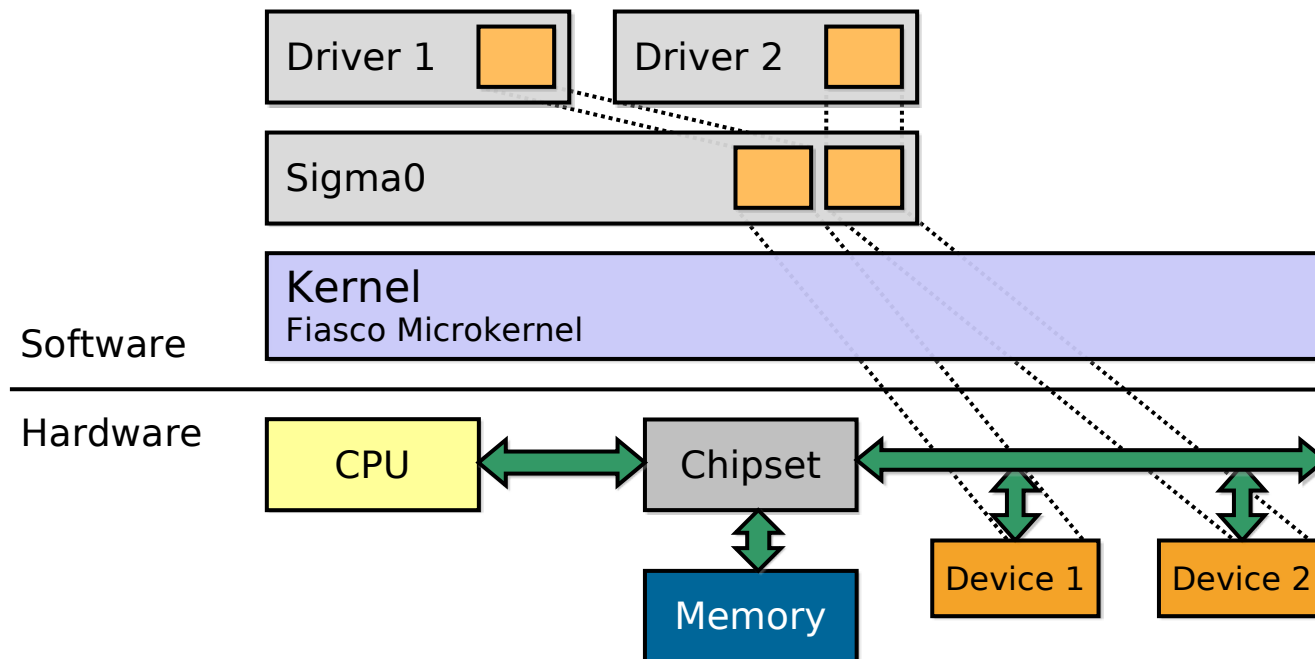 Driver 1
Driver 2
Sigma0
Kernel
Fiasco Microkernel
Software
Hardware
CPU
Chipset
Device 1
Device 2
Memory